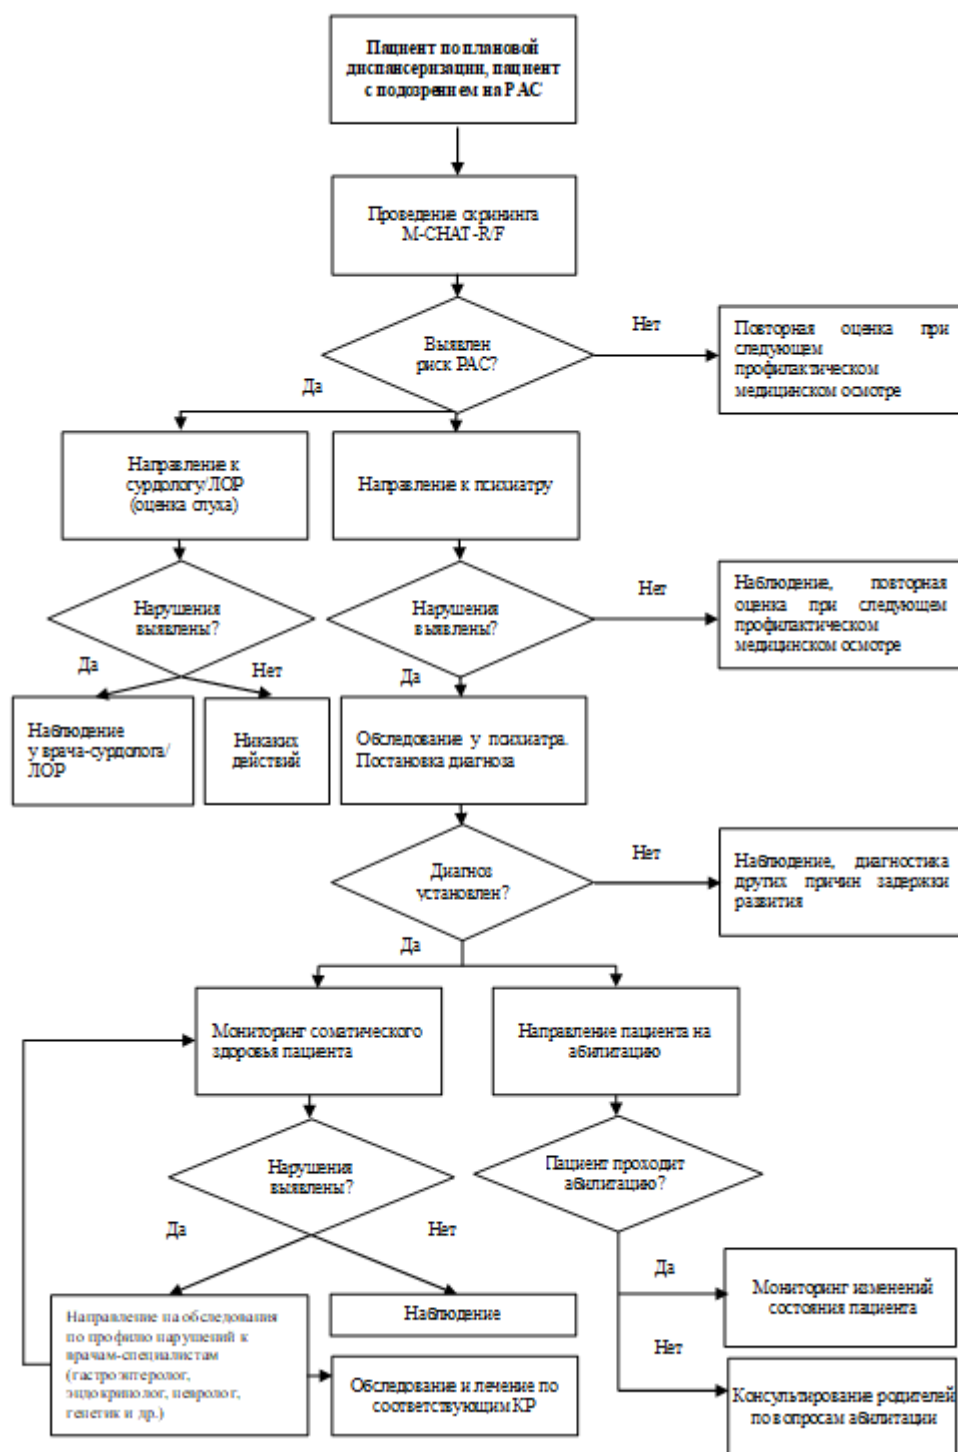 Пациент по плановой
диспансеризации, пациент
с подозрением на РАС
Проведение скрининга
M-CHAT-R/F
Выявлен
риск РАС?
Нет
Повторная оценка при
следующем
профилактическом
медицинском осмотре
Да
Направление к
сурдологу/ЛОР
(оценка слуха)
Направление к психиатру
Нарушения
выявлены?
Нарушения
выявлены?
Нет
Наблюдение, повторная
оценка при следующем
профилактическом
медицинском осмотре
Да
Нет
Да
Наблюдение
у врача-сурдолога/
ЛОР
Никаких
действий
Обследование у психиатра.
Постановка диагноза
Диагноз
установлен?
Нет
Наблюдение, диагностика
других причин задержки
развития
Да
Мониторинг соматического
здоровья пациента
Направление пациента на
абилитацию
Нарушения
выявлены?
Пациент проходит
абилитацию?
Да
Нет
Да
Мониторинг изменений
состояния пациента
Направление на обследования
по профилю нарушений к
врачам-специалистам
(гастроэнтеролог,
эндокринолог, невролог,
генетик и др.)
Наблюдение
Нет
Обследование и лечение по
соответствующим КР
Консультирование родителей
по вопросам абилитации